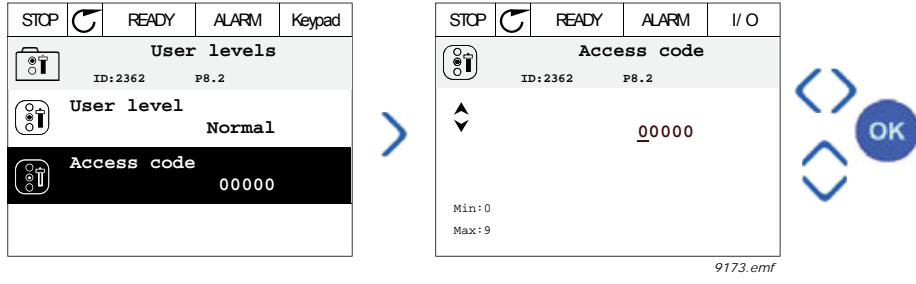 STOP READY ALARM Keypad
User levels
ID:2362 P8.2
User level
Normal
Access code
00000
STOP READY ALARM I/O
Access code
ID:2362 P8.2
00000
Min:0
Max:9
OK
9173.emf